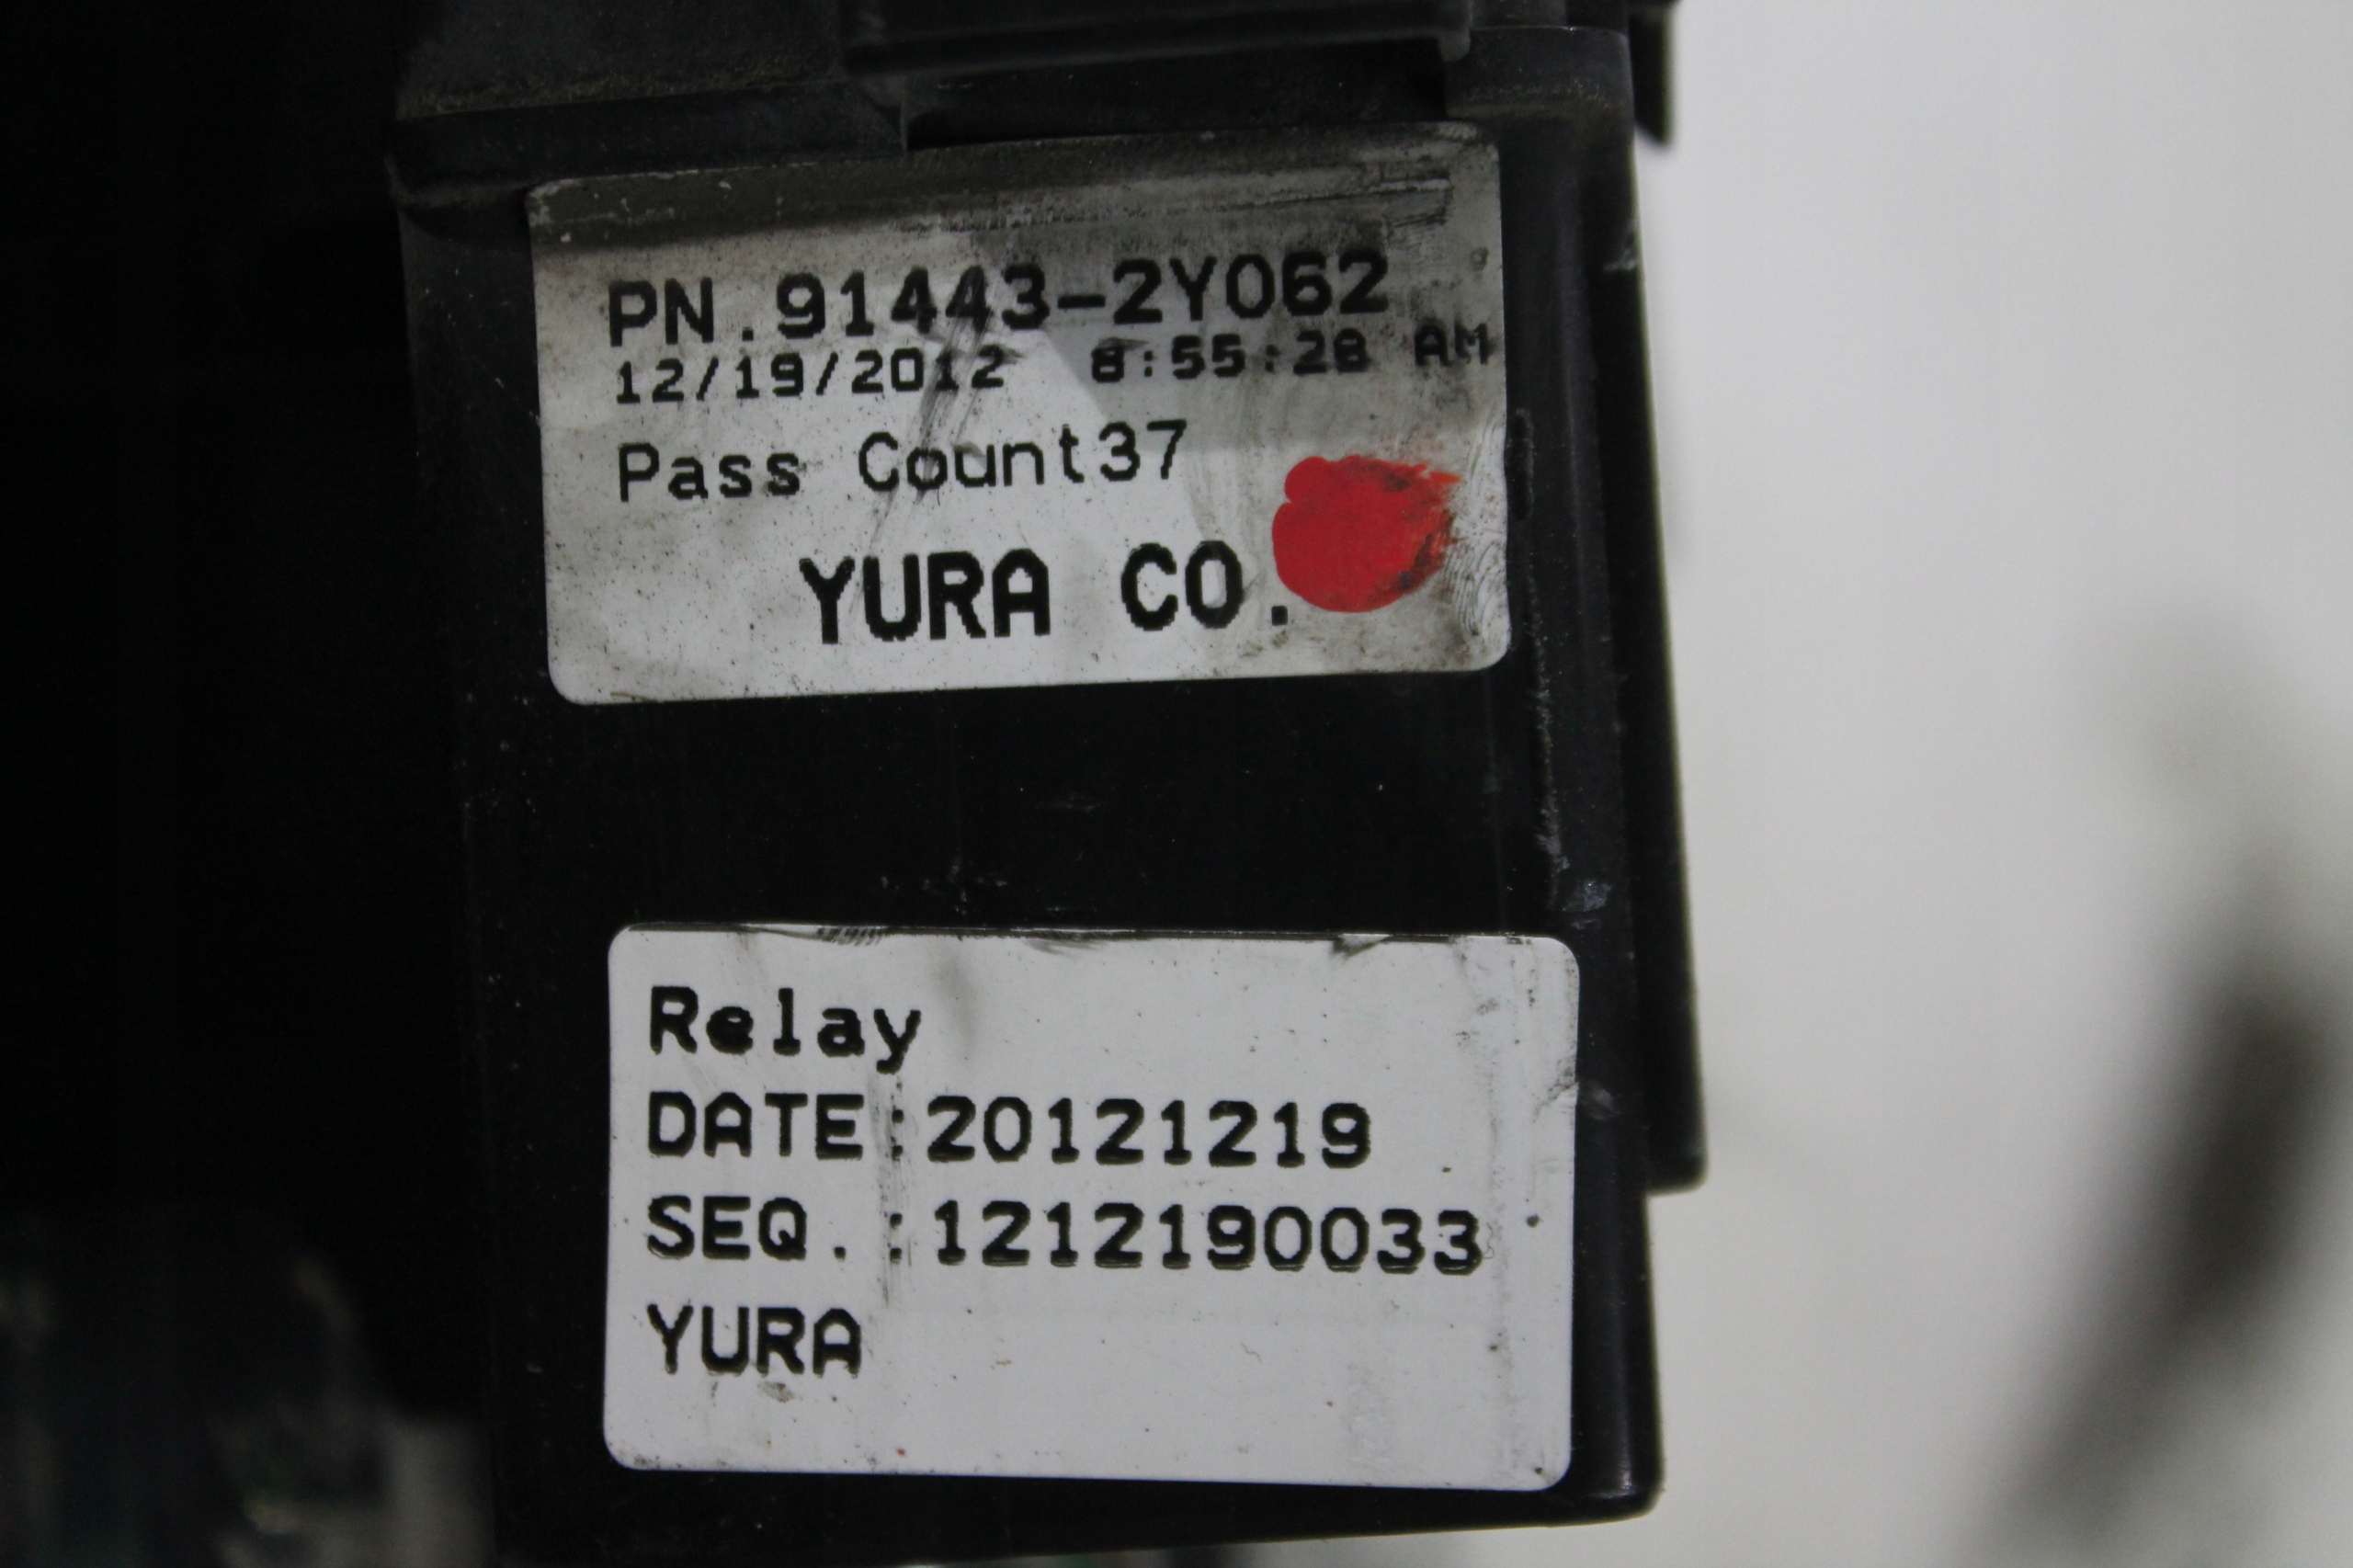 PN.91443-2Y062
12/19/2012 8:55:28 AM
Pass Count37
YURA CO.
Relay
DATE:20121219
SEQ.:1212190033
YURA